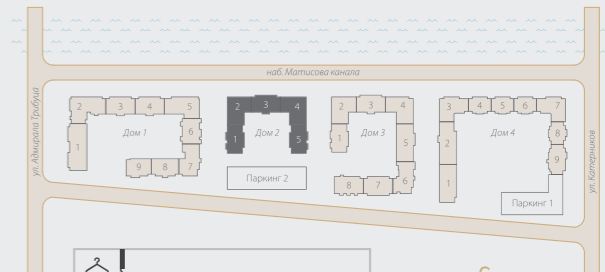 наб. Матисова канала
ул. Адмирала Трибуца
2 3 4 5
1 Дом 1 6
9 8 7
2 3 4
1 Дом 2 5
Паркинг 2
2 3 4
1 Дом 3 5
8 7 6
3 4 5 6 7
2 Дом 4 8
1 9
Паркинг 1
ул. Катерников